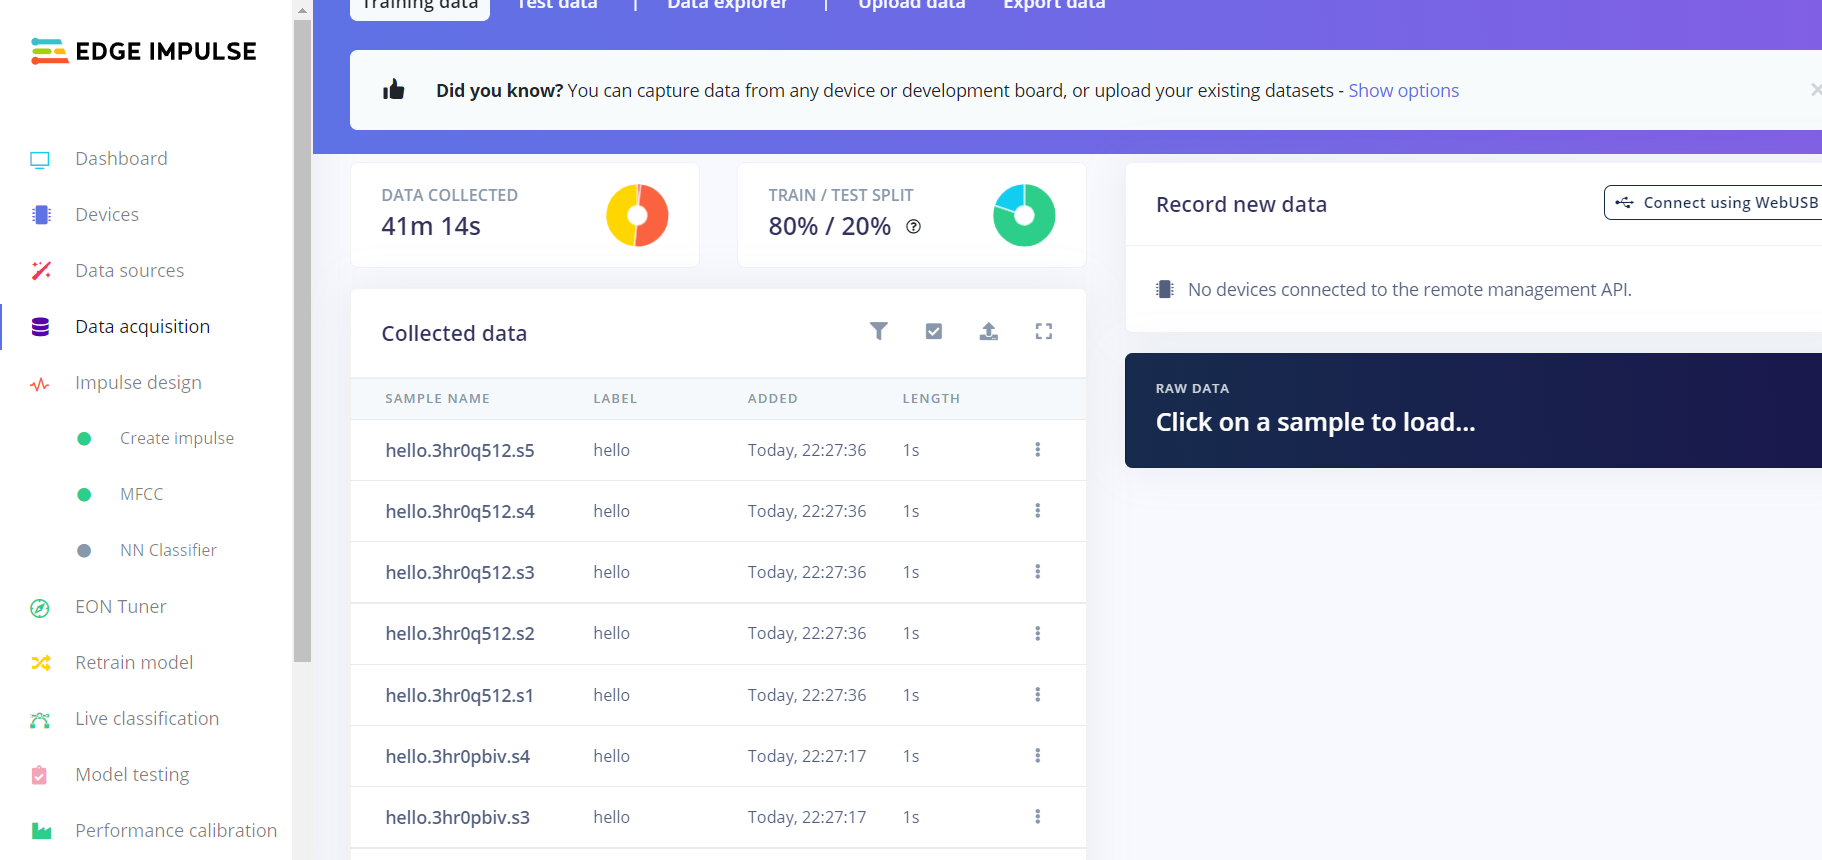 Training data Test data | Data explorer | Upload data Export data
EDGE IMPULSE
Did you know? You can capture data from any device or development board, or upload your existing datasets - Show options
Dashboard
Devices
Data sources
Data acquisition
Impulse design
Create impulse
MFCC
NN Classifier
EON Tuner
Retrain model
Live classification
Model testing
Performance calibration
DATA COLLECTED
41m 14s
TRAIN / TEST SPLIT
80% / 20%
Collected data
SAMPLE NAME LABEL ADDED LENGTH
hello.3hr0q512.s5 hello Today, 22:27:36 1s
hello.3hr0q512.s4 hello Today, 22:27:36 1s
hello.3hr0q512.s3 hello Today, 22:27:36 1s
hello.3hr0q512.s2 hello Today, 22:27:36 1s
hello.3hr0q512.s1 hello Today, 22:27:36 1s
hello.3hr0pbiv.s4 hello Today, 22:27:17 1s
hello.3hr0pbiv.s3 hello Today, 22:27:17 1s
Record new data
Connect using WebUSB
No devices connected to the remote management API.
RAW DATA
Click on a sample to load...